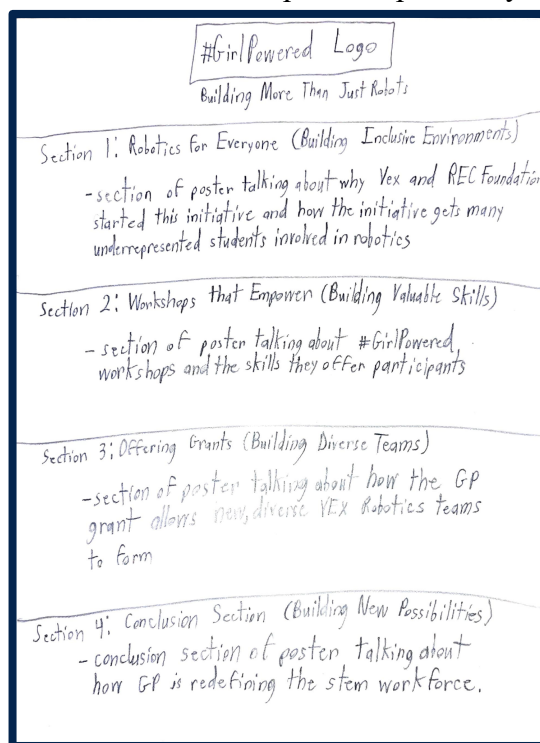 #GirlPowered Logo
Building More Than Just Robots
Section 1: Robotics for Everyone (Building Inclusive Environments)
-section of poster talking about why Vex and REC Foundation
started this initiative and how the initiative gets many
underrepresented students involved in robotics
Section 2: Workshops that Empower (Building Valuable Skills)
- section of poster talking about #GirlPowered
workshops and the skills they offer participants
Section 3: Offering Grants (Building Diverse Teams)
-section of poster talking about how the GP
grant allows new, diverse VEX Robotics teams
to form
Section 4: Conclusion Section (Building New Possibilities)
- conclusion section of poster talking about
how GP is redefining the stem workforce.